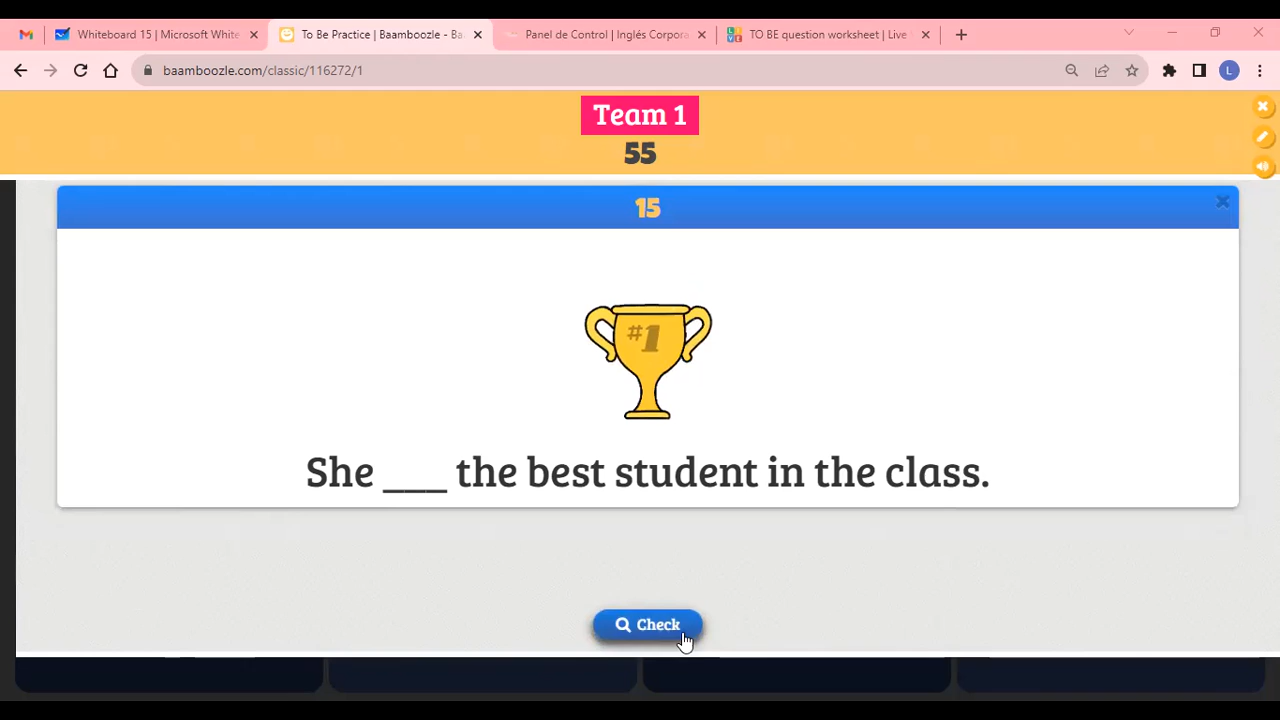 Whiteboard 15 | Microsoft White
To Be Practice | Baamboozle - Ba
Panel de Control | Inglés Corpora
TO BE question worksheet | Live
baamboozle.com/classic/116272/1
L
Team 1
55
15
#1
She ___ the best student in the class.
Check